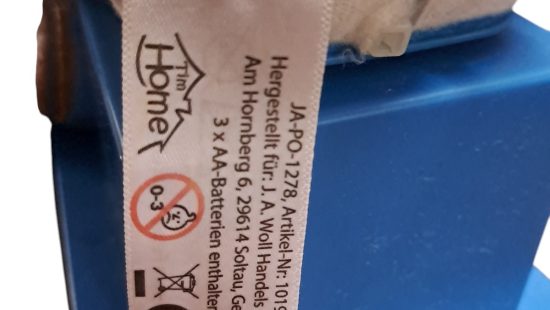 JA-PO-1278, Artikel-Nr: 1019
Hergestellt für: J. A. Woll Handels
Am Hornberg 6, 29614 Soltau, Ge
3 x AA-Batterien enthalten
TIM
Home
0-3